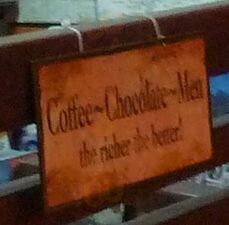 Coffee~Chocolate~Men
the richer the better!